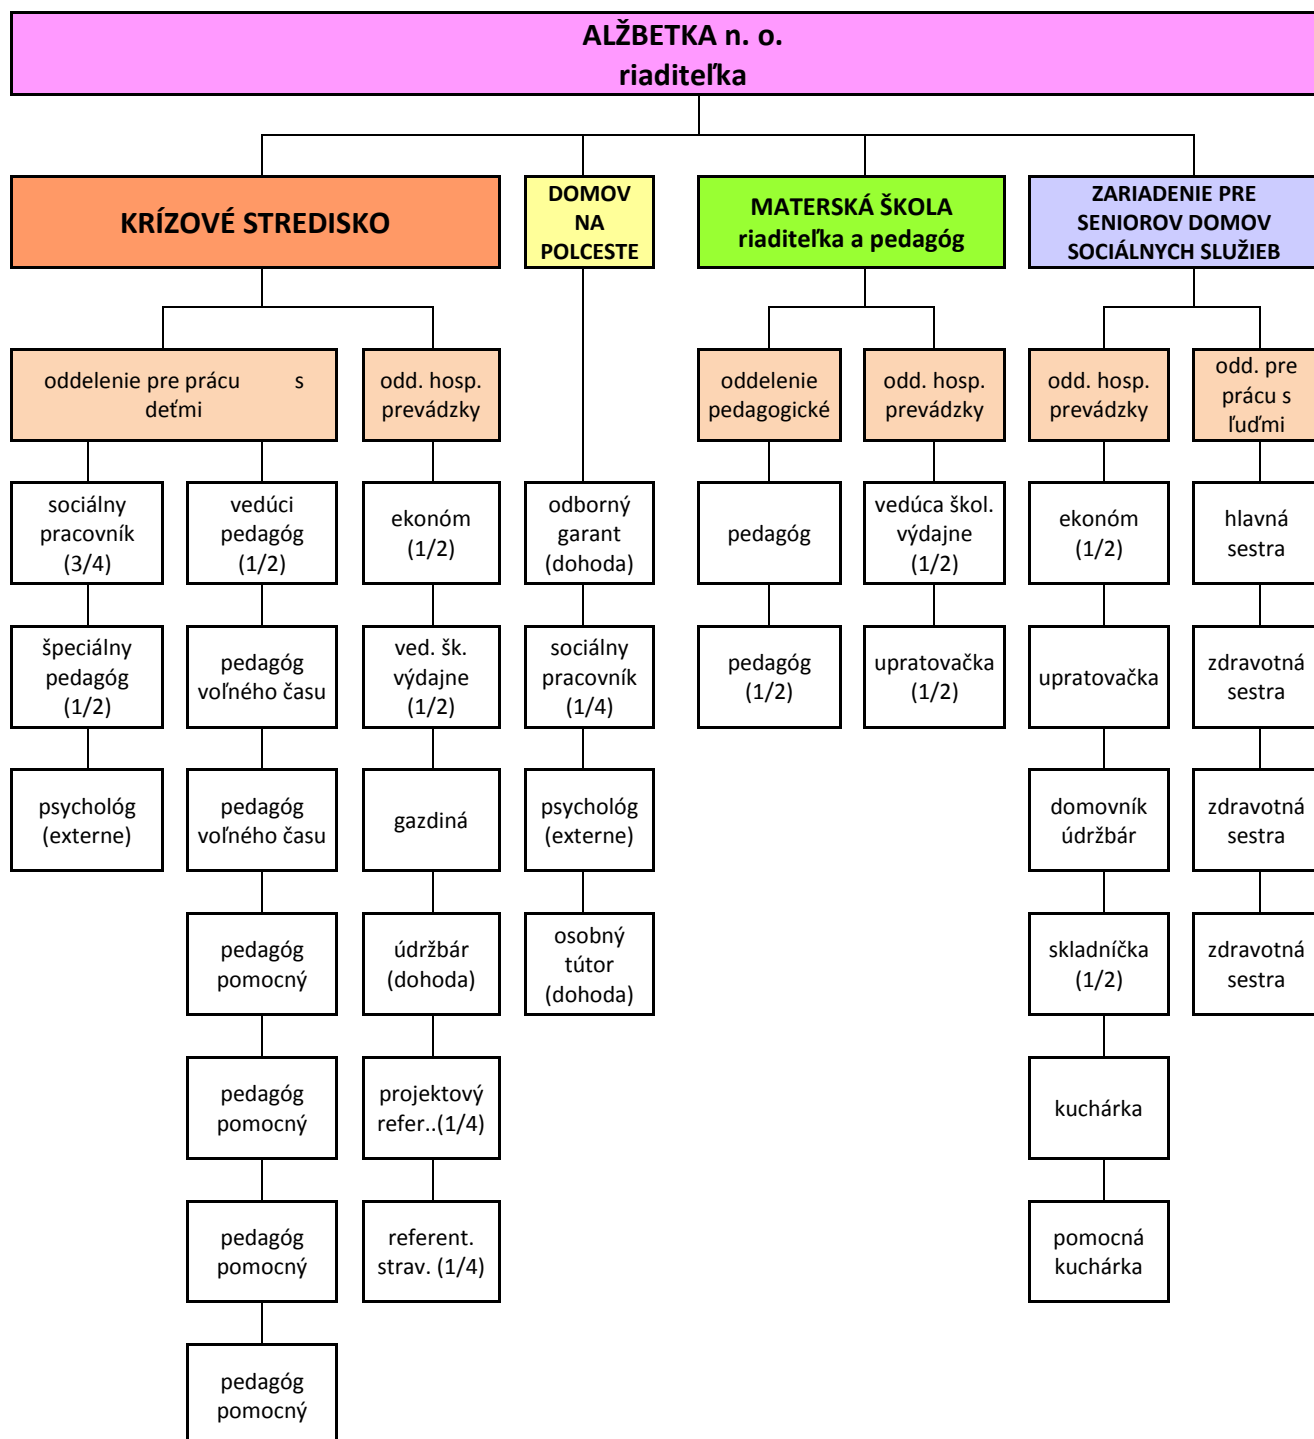 ALŽBETKA n. o.
riaditeľka
KRÍZOVÉ STREDISKO
DOMOV
NA
POLCESTE
MATERSKÁ ŠKOLA
riaditeľka a pedagóg
ZARIADENIE PRE
SENIOROV DOMOV
SOCIÁLNYCH SLUŽIEB
oddelenie pre prácu s
deťmi
odd. hosp.
prevádzky
oddelenie
pedagogické
odd. hosp.
prevádzky
odd. hosp.
prevádzky
odd. pre
prácu s
ľuďmi
sociálny
pracovník
(3/4)
vedúci
pedagóg
(1/2)
ekonóm
(1/2)
odborný
garant
(dohoda)
pedagóg
vedúca škol.
výdajne
(1/2)
ekonóm
(1/2)
hlavná
sestra
špeciálny
pedagóg
(1/2)
pedagóg
voľného času
ved. šk.
výdajne
(1/2)
sociálny
pracovník
(1/4)
pedagóg
(1/2)
upratovačka
(1/2)
upratovačka
zdravotná
sestra
psychológ
(externe)
pedagóg
voľného času
gazdiná
psychológ
(externe)
domovník
údržbár
zdravotná
sestra
pedagóg
pomocný
údržbár
(dohoda)
osobný
tútor
(dohoda)
skladníčka
(1/2)
zdravotná
sestra
pedagóg
pomocný
projektový
refer..(1/4)
kuchárka
pedagóg
pomocný
referent.
strav. (1/4)
pomocná
kuchárka
pedagóg
pomocný